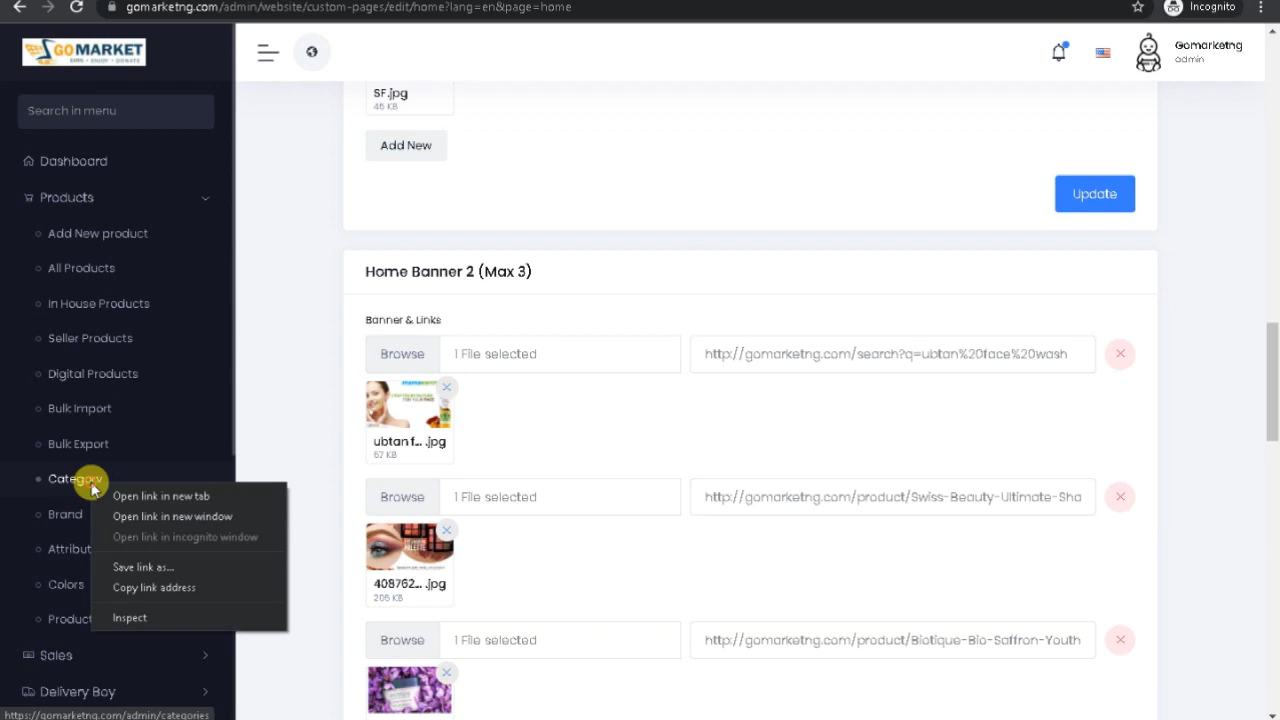 gomarketng.com/admin/website/custom-pages/edit/home?lang=en&page=home
Incognito
GOMARKET
Gomarketng
admin
Search in menu
Dashboard
Products
Add New product
All Products
In House Products
Seller Products
Digital Products
Bulk Import
Bulk Export
Category
Brand
Attribut
Colors
Product
Sales
Delivery Boy
https://gomarketng.com/admin/categories
Open link in new tab
Open link in new window
Open link in incognito window
Save link as...
Copy link address
Inspect
SF.jpg
Add New
Update
Home Banner 2 (Max 3)
Banner & Links
Browse
1 File selected
http://gomarketng.com/search?q=ubtan%20face%20wash
ubtan f... .jpg
57 KB
Browse
1 File selected
http://gomarketng.com/product/Swiss-Beauty-Ultimate-Sha
408762... .jpg
205 KB
Browse
1 File selected
http://gomarketng.com/product/Biotique-Bio-Saffron-Youth